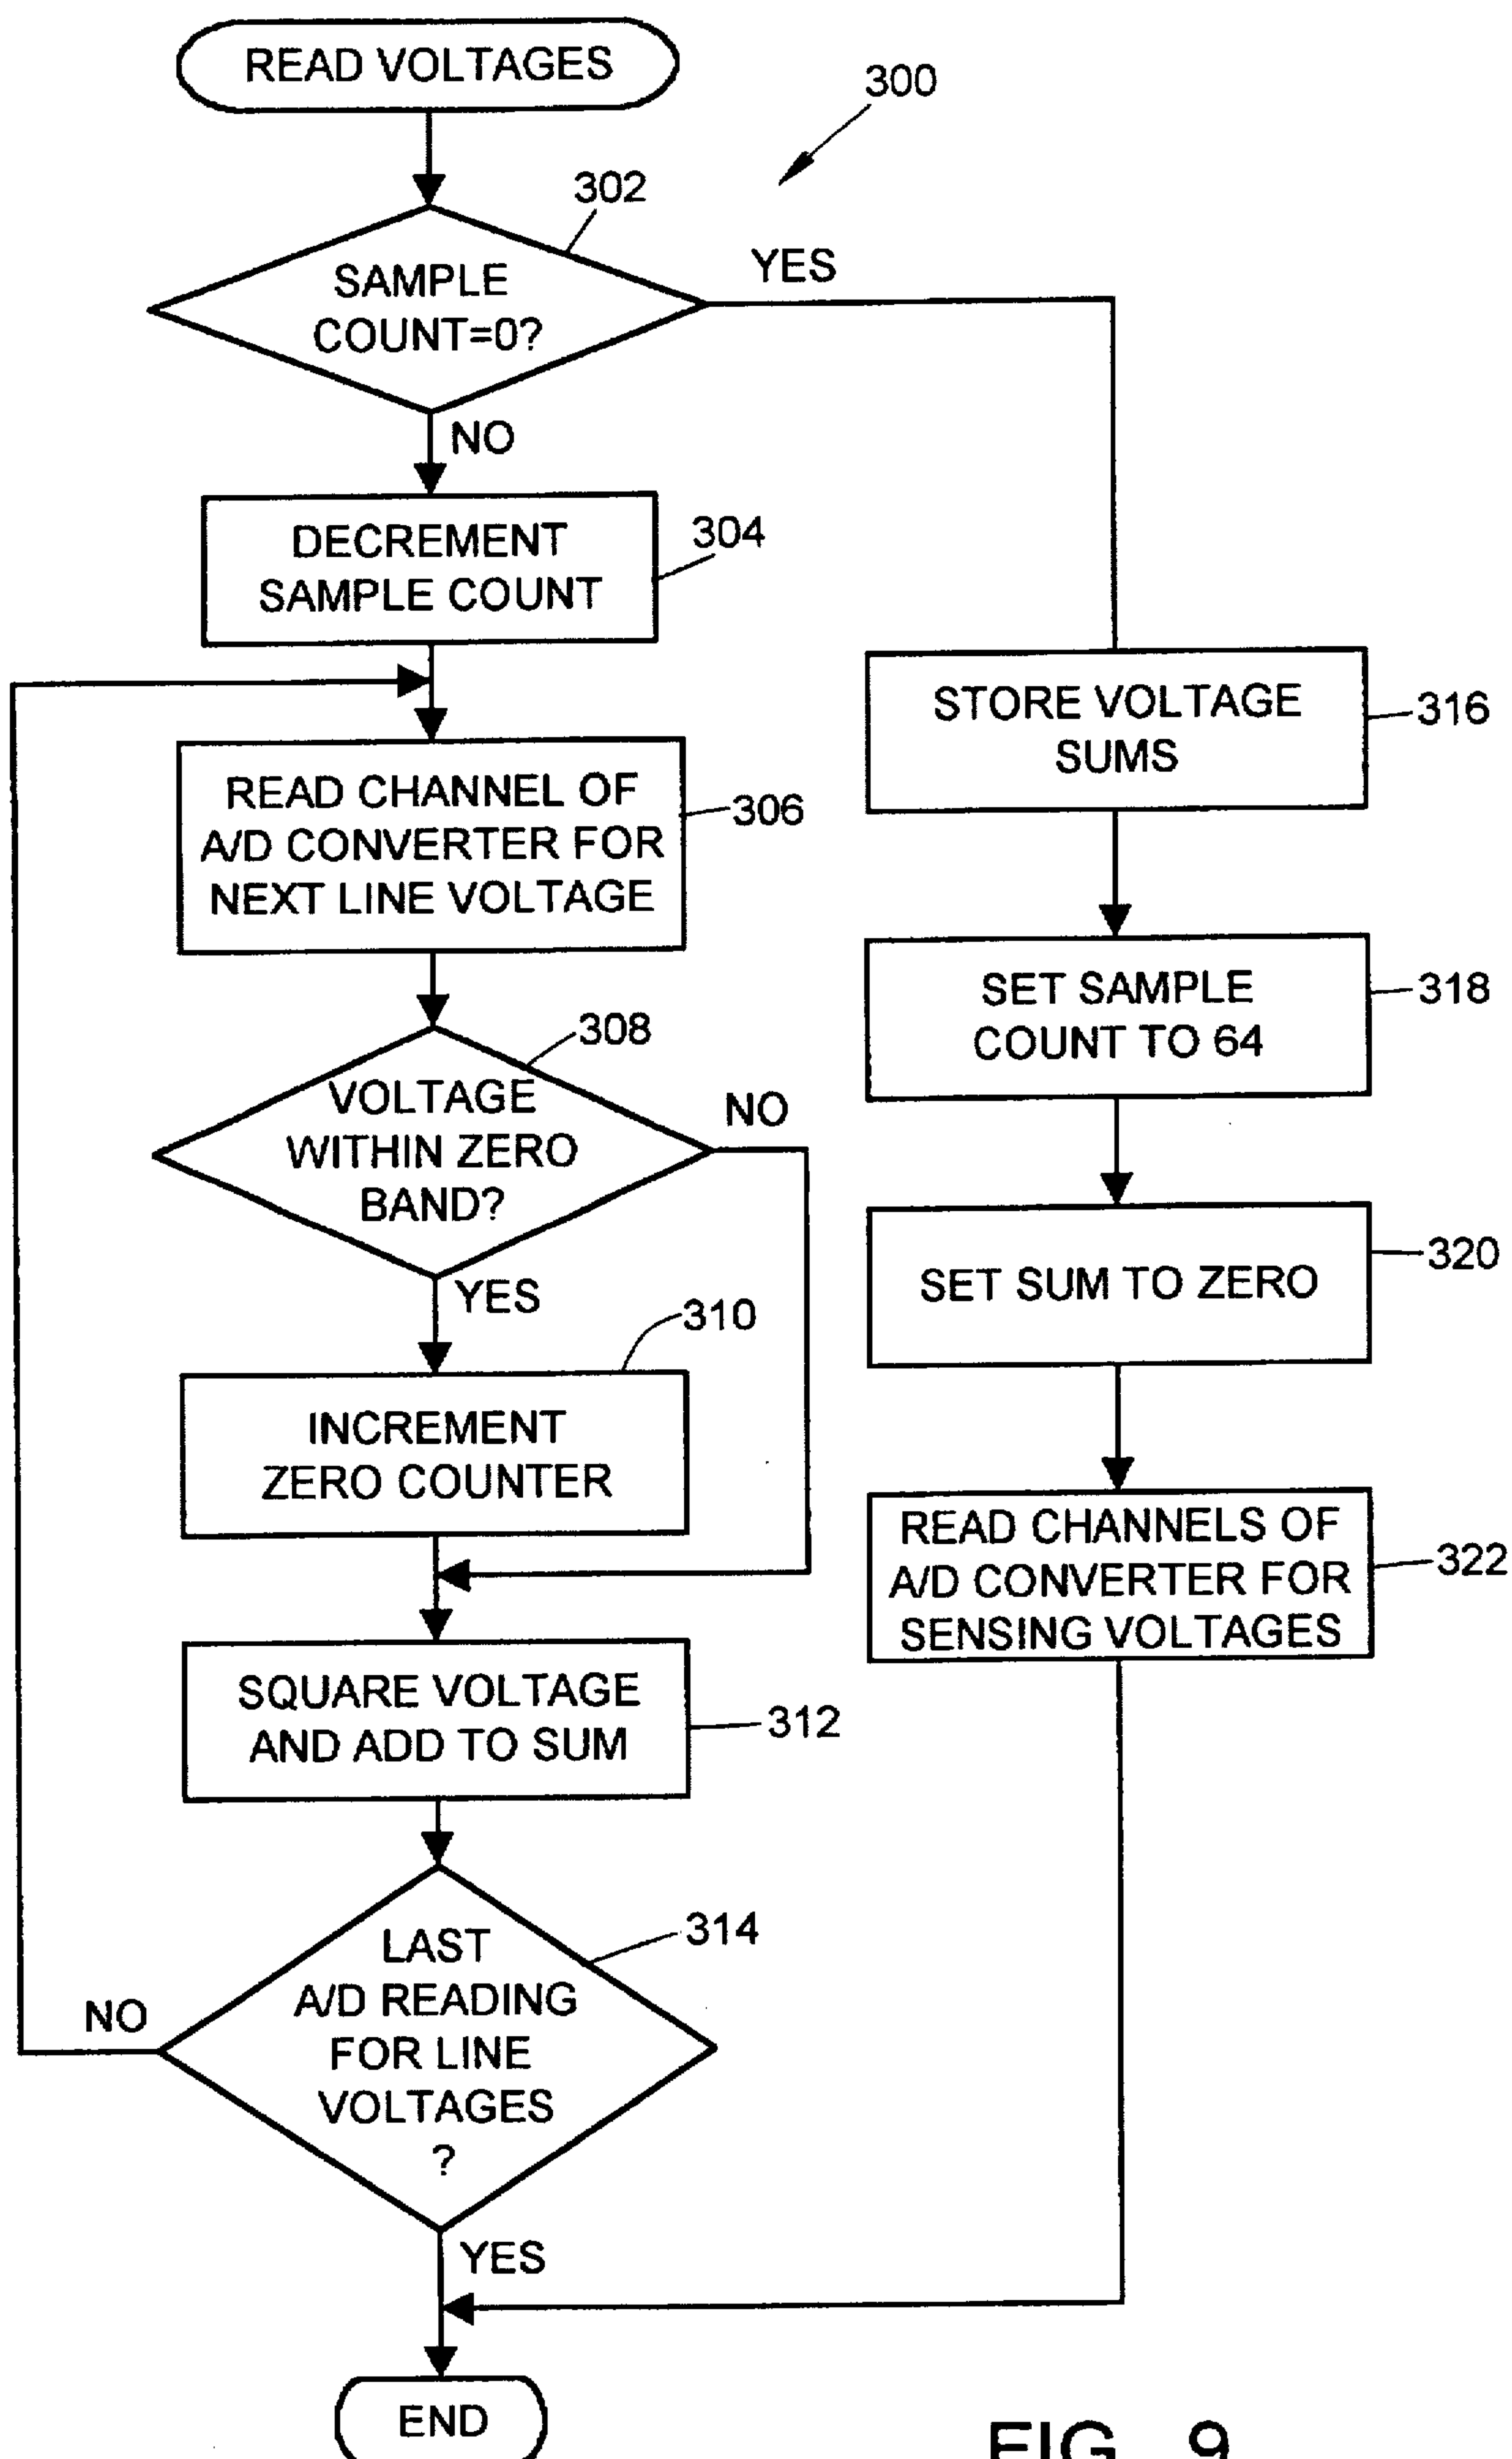 READ VOLTAGES
300
302
SAMPLE
COUNT=0?
YES
NO
DECREMENT
SAMPLE COUNT
304
READ CHANNEL OF
A/D CONVERTER FOR
NEXT LINE VOLTAGE
306
308
VOLTAGE
WITHIN ZERO
BAND?
NO
YES
310
INCREMENT
ZERO COUNTER
SQUARE VOLTAGE
AND ADD TO SUM
312
LAST
A/D READING
FOR LINE
VOLTAGES
?
314
NO
YES
STORE VOLTAGE
SUMS
316
SET SAMPLE
COUNT TO 64
318
SET SUM TO ZERO
320
READ CHANNELS OF
A/D CONVERTER FOR
SENSING VOLTAGES
322
END
FIG. 9